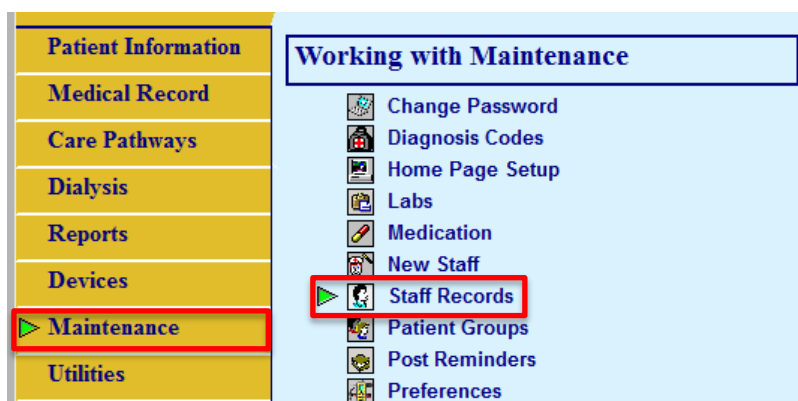 Patient Information
Medical Record
Care Pathways
Dialysis
Reports
Devices
Maintenance
Utilities
Working with Maintenance
Change Password
Diagnosis Codes
Home Page Setup
Labs
Medication
New Staff
Staff Records
Patient Groups
Post Reminders
Preferences